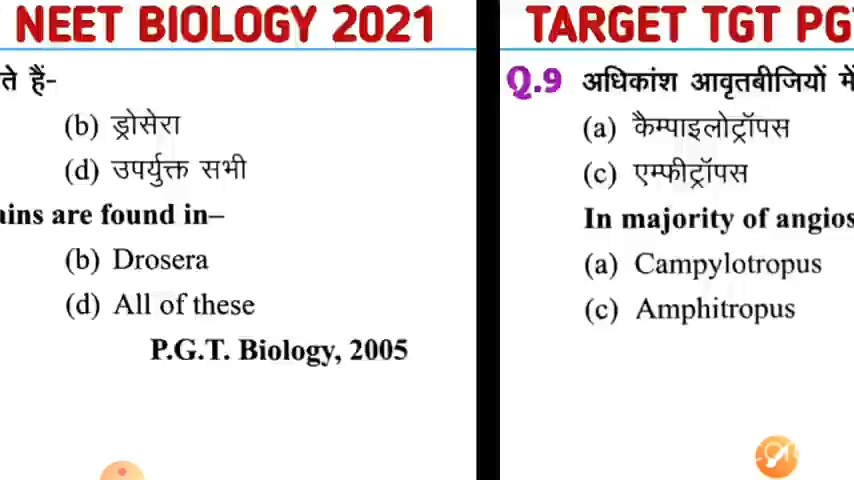 NEET BIOLOGY 2021
ते हैं-
(b) ड्रोसेरा
(d) उपर्युक्त सभी
ains are found in–
(b) Drosera
(d) All of these
P.G.T. Biology, 2005
TARGET TGT PG
Q.9 अधिकांश आवृतबीजियों में
(a) कैम्पाइलोट्रॉपस
(c) एम्फीट्रॉपस
In majority of angios
(a) Campylotropus
(c) Amphitropus